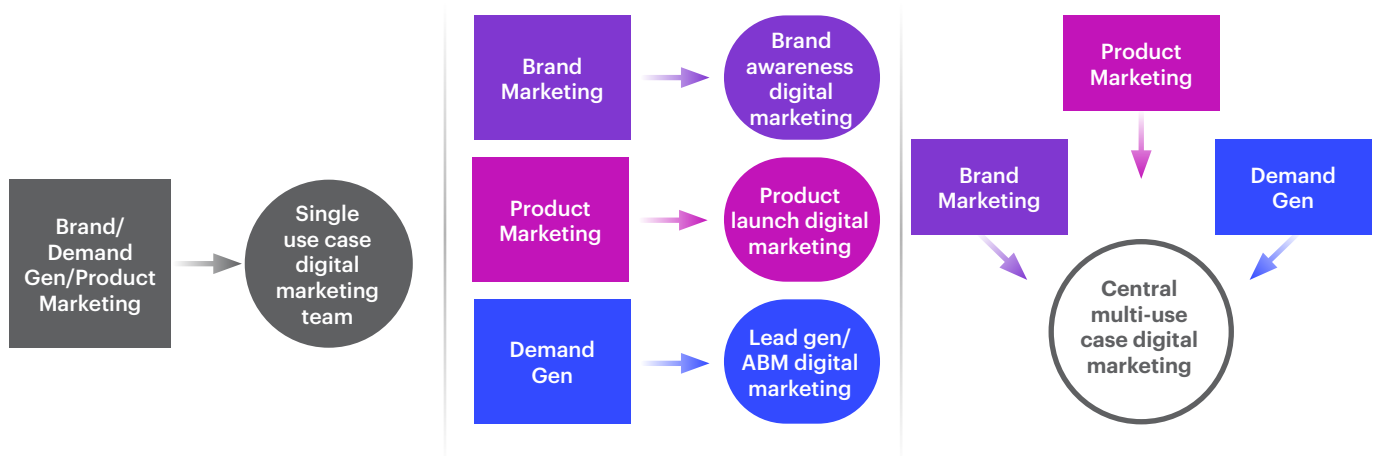 Brand/
Demand
Gen/Product
Marketing
Single
use case
digital
marketing
team
Brand
Marketing
Brand
awareness
digital
marketing
Product
Marketing
Product
launch digital
marketing
Demand
Gen
Lead gen/
ABM digital
marketing
Product
Marketing
Brand
Marketing
Demand
Gen
Central
multi-use
case digital
marketing